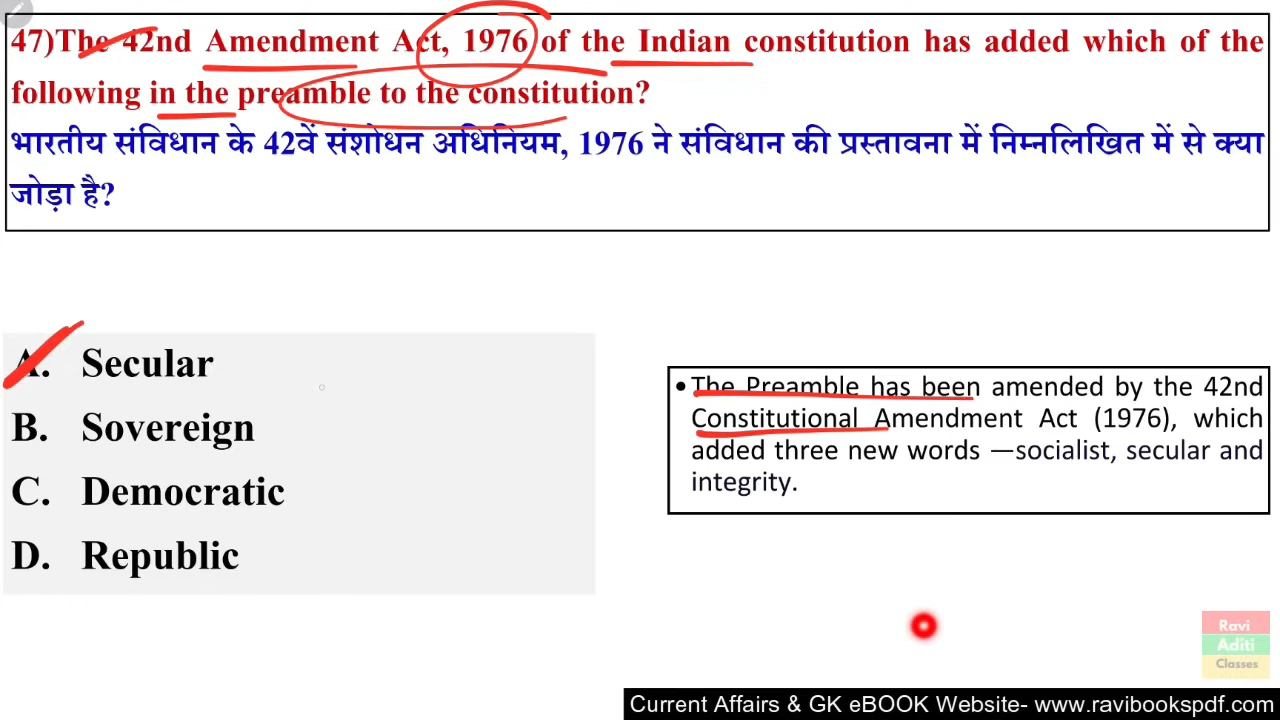 47)The 42nd Amendment Act, 1976 of the Indian constitution has added which of the
following in the preamble to the constitution?
भारतीय संविधान के 42वें संशोधन अधिनियम, 1976 ने संविधान की प्रस्तावना में निम्नलिखित में से क्या
जोड़ा है?
A. Secular
B. Sovereign
C. Democratic
D. Republic
•The Preamble has been amended by the 42nd
Constitutional Amendment Act (1976), which
added three new words —socialist, secular and
integrity.
Ravi
Aditi
Classes
Current Affairs & GK eBOOK Website- www.ravibookspdf.com